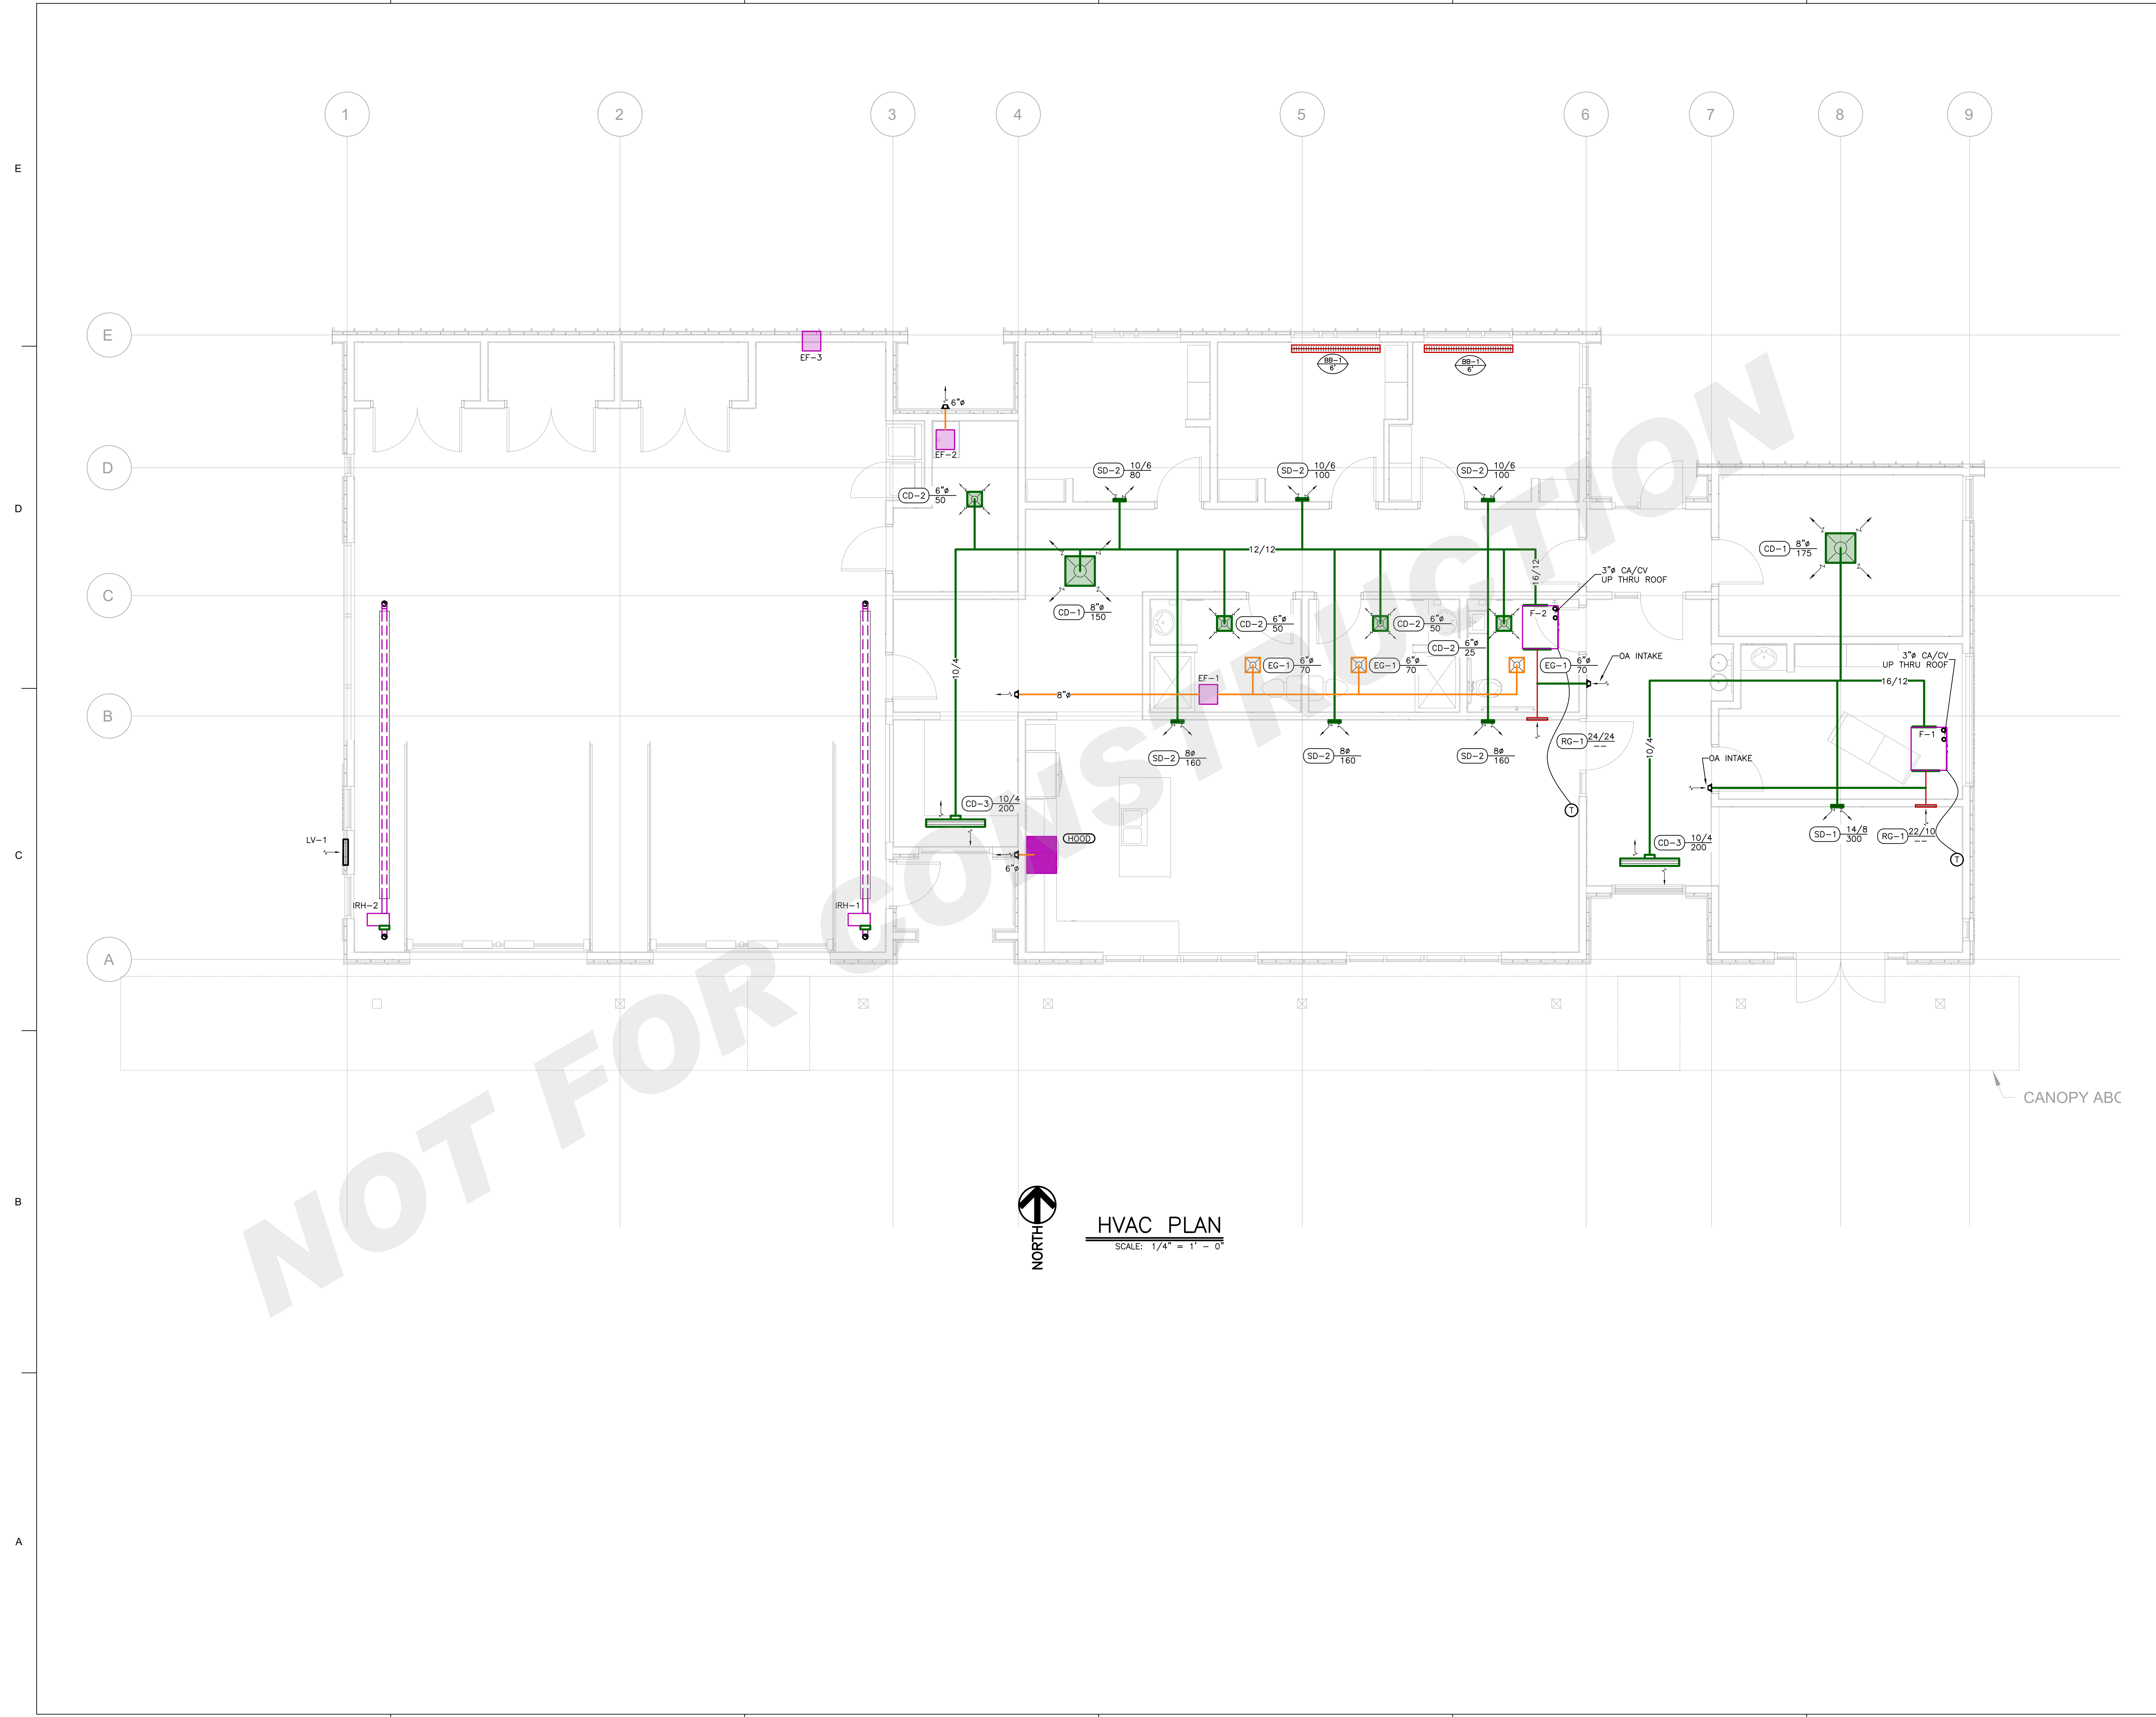 1 2 3 4 5 6 7 8 9
E
E
EF-3
BB-1
6'
BB-1
6'
6"ø
EF-2
D
SD-2 10/6
80
SD-2 10/6
100
SD-2 10/6
100
CD-2 6"ø
50
D
12/12
CD-1 8"ø
175
16/12
3"ø CA/CV
UP THRU ROOF
C
CD-1 8"ø
150
F-2
CD-2 6"ø
50
CD-2 6"ø
50
CD-2 6"ø
25
10/4
EG-1 6"ø
70
EG-1 6"ø
70
EG-1 6"ø
70
OA INTAKE
3"ø CA/CV
UP THRU ROOF
EF-1
8"ø
16/12
B
F-1
RG-1 24/24
--
10/4
SD-2 8ø
160
SD-2 8ø
160
SD-2 8ø
160
OA INTAKE
CD-3 10/4
200
T
LV-1
HOOD
SD-1 14/8
300
RG-1 22/10
--
CD-3 10/4
200
C
T
6"ø
IRH-2
IRH-1
A
CANOPY ABC
NOT FOR CONSTRUCTION
B
NORTH
HVAC PLAN
SCALE: 1/4" = 1' - 0"
A